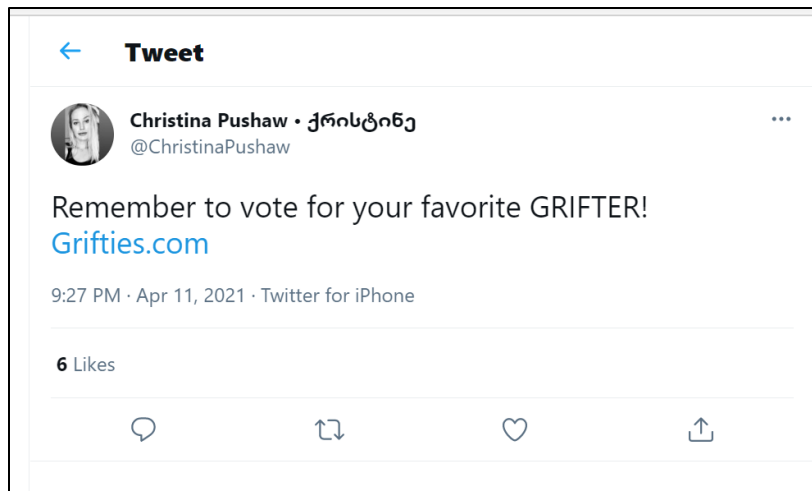 Tweet
Christina Pushaw • ქრისტინე
@ChristinaPushaw
Remember to vote for your favorite GRIFTER!
Grifties.com
9:27 PM · Apr 11, 2021 · Twitter for iPhone
6 Likes